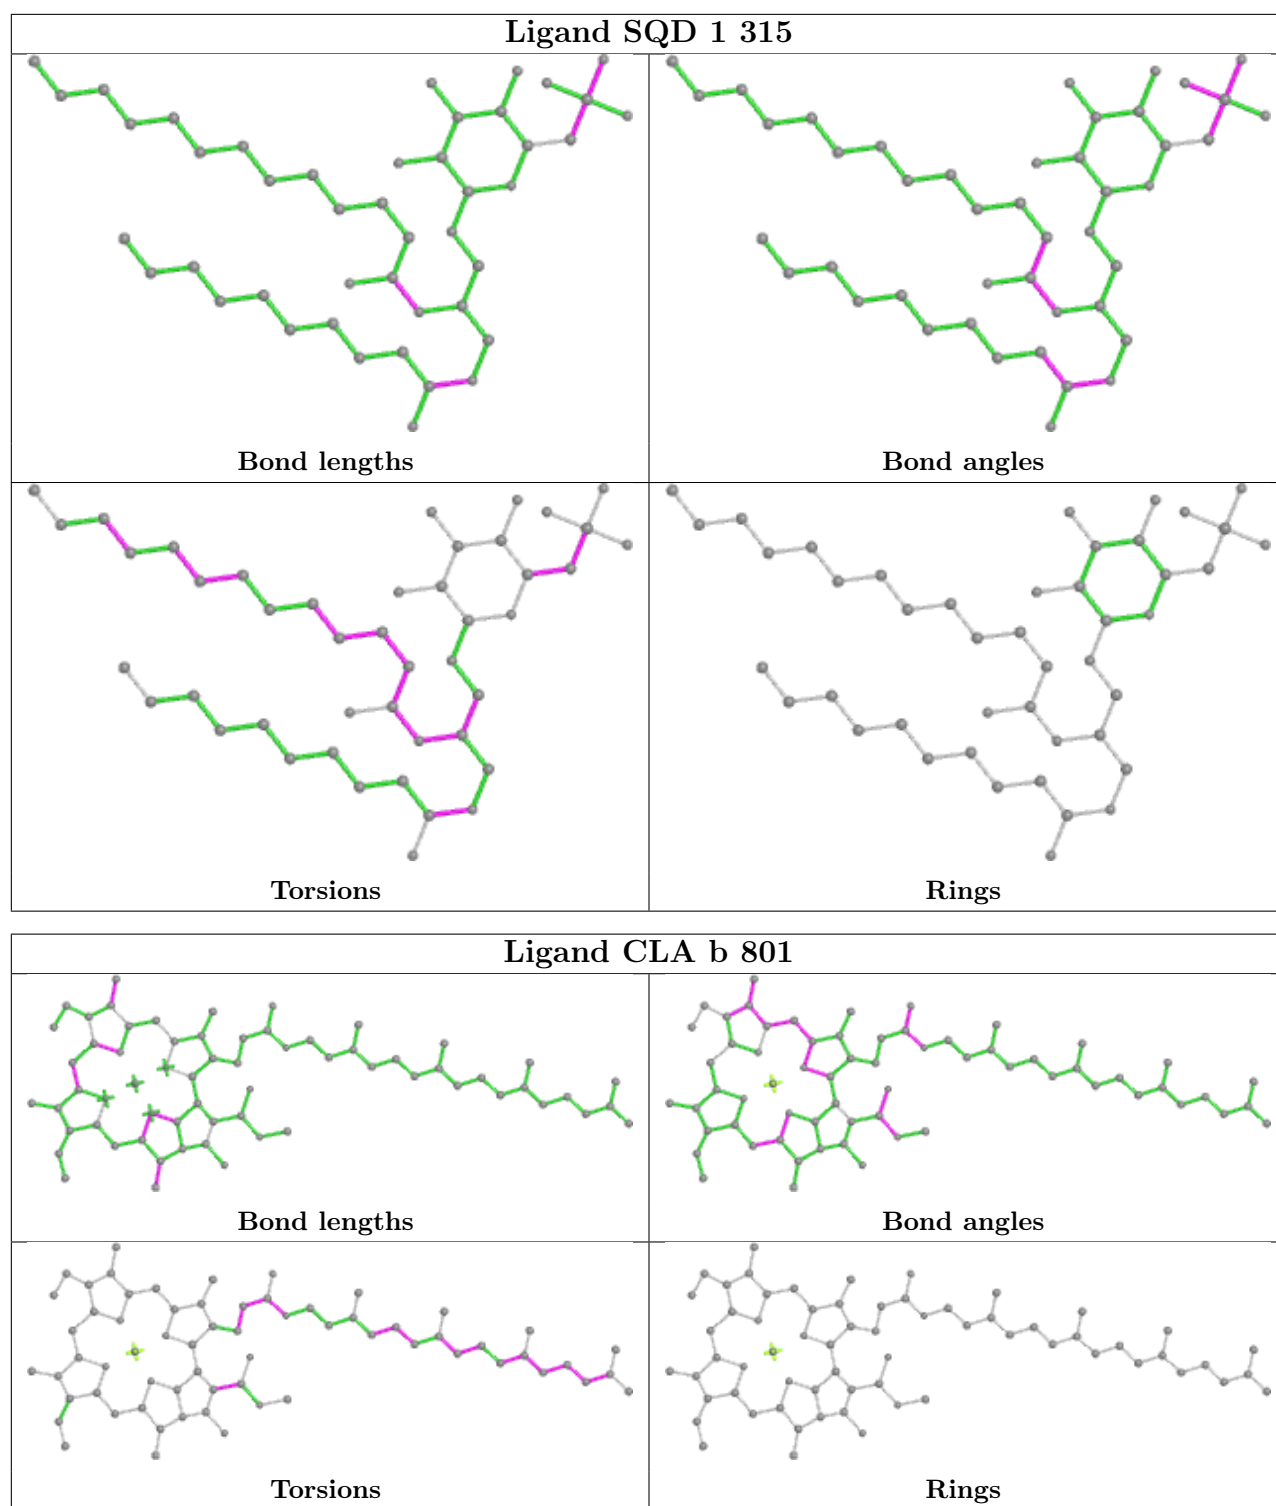 Ligand SQD 1 315
Bond lengths
Bond angles
Torsions
Rings
Ligand CLA b 801
Bond lengths
Bond angles
Torsions
Rings